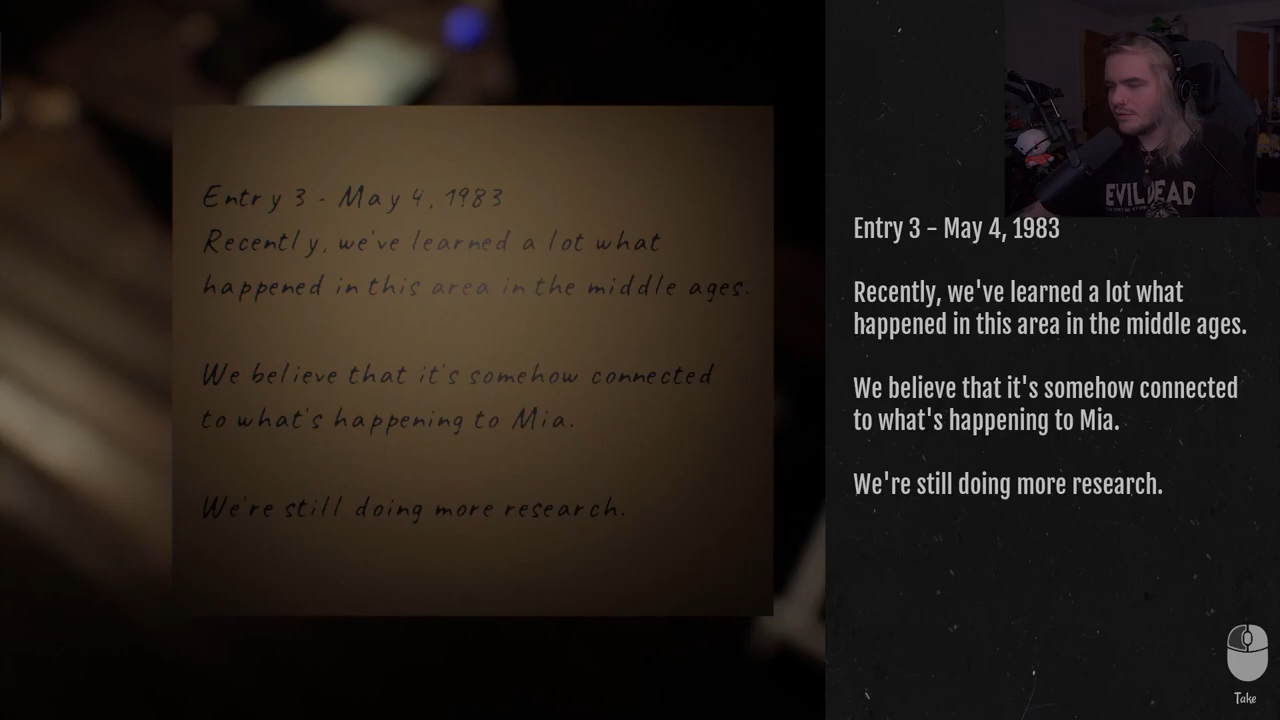 Entry 3 - May 4, 1983
Recently, we've learned a lot what
happened in this area in the middle ages.
We believe that it's somehow connected
to what's happening to Mia.
We're still doing more research.
EVIL DEAD
Entry 3 - May 4, 1983
Recently, we've learned a lot what
happened in this area in the middle ages.
We believe that it's somehow connected
to what's happening to Mia.
We're still doing more research.
Take